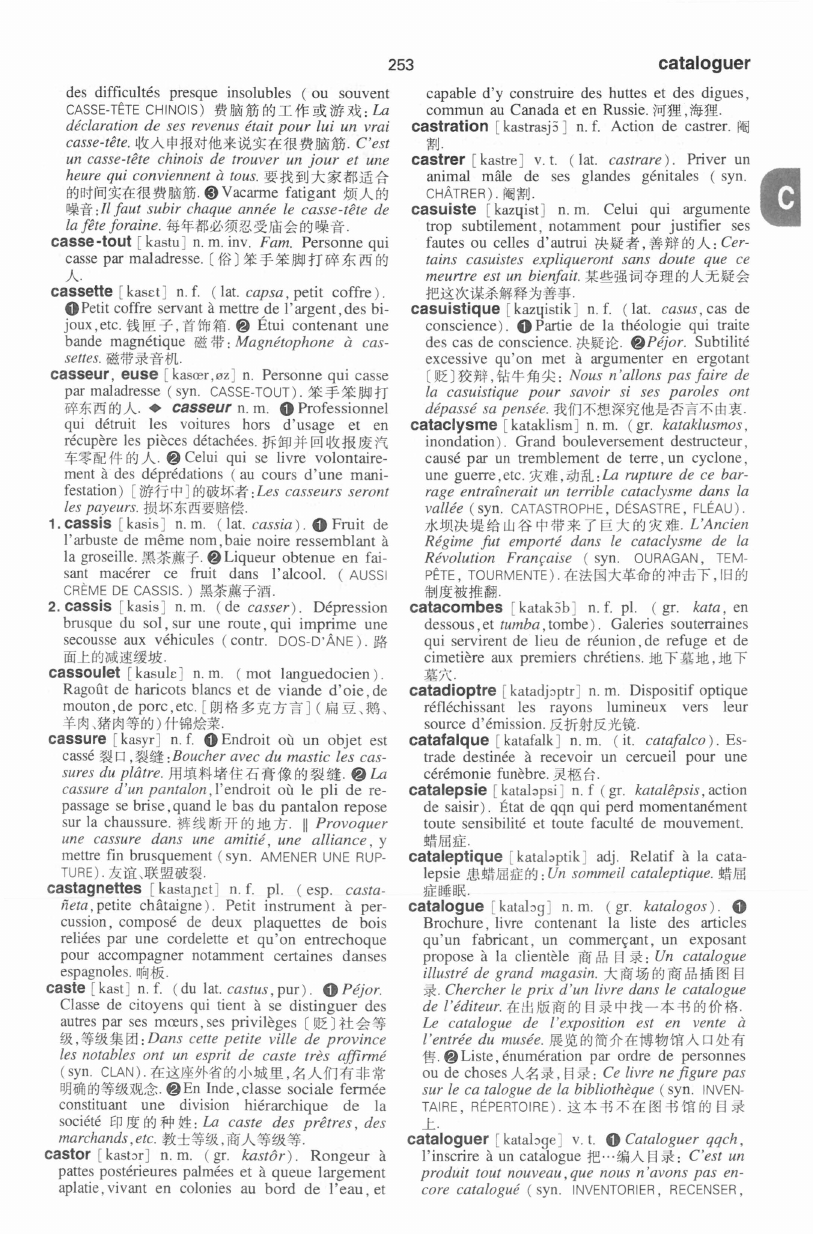 253
cataloguer
des difficultés presque insolubles ( ou souvent
CASSE-TÊTE CHINOIS) 费脑筋的工作或游戏: La
déclaration de ses revenus était pour lui un vrai
casse-tête. 收入申报对他来说实在很费脑筋. C'est
un casse-tête chinois de trouver un jour et une
heure qui conviennent à tous. 要找到大家都适合
的时间实在很费脑筋. ❸ Vacarme fatigant 烦人的
噪音: Il faut subir chaque année le casse-tête de
la fête foraine. 每年都必须忍受庙会的噪音.
casse-tout [kastu] n. m. inv. Fam. Personne qui
casse par maladresse. [俗]笨手笨脚打碎东西的
人.
cassette [kasɛt] n. f. ( lat. capsa, petit coffre).
❶ Petit coffre servant à mettre de l'argent, des bi-
joux, etc. 钱匣子,首饰箱. ❷ Étui contenant une
bande magnétique 磁带: Magnétophone à cas-
settes. 磁带录音机.
casseur, euse [kasœr, øz] n. Personne qui casse
par maladresse (syn. CASSE-TOUT). 笨手笨脚打
碎东西的人. ◆ casseur n. m. ❶ Professionnel
qui détruit les voitures hors d'usage et en
récupère les pièces détachées. 拆卸并回收报废汽
车零配件的人. ❷ Celui qui se livre volontaire-
ment à des déprédations ( au cours d'une mani-
festation) [游行中]的破坏者: Les casseurs seront
les payeurs. 损坏东西要赔偿.
1. cassis [kasis] n. m. ( lat. cassia). ❶ Fruit de
l'arbuste de même nom, baie noire ressemblant à
la groseille. 黑茶藨子. ❷ Liqueur obtenue en fai-
sant macérer ce fruit dans l'alcool. ( AUSSI
CRÈME DE CASSIS. ) 黑茶藨子酒.
2. cassis [kasis] n. m. ( de casser). Dépression
brusque du sol, sur une route, qui imprime une
secousse aux véhicules (contr. DOS-D'ÂNE). 路
面上的减速缓坡.
cassoulet [kasulɛ] n. m. ( mot languedocien).
Ragoût de haricots blancs et de viande d'oie, de
mouton, de porc, etc. [朗格多克方言](扁豆、鹅、
羊肉、猪肉等的)什锦烩菜.
cassure [kasyr] n. f. ❶ Endroit où un objet est
cassé 裂口,裂缝: Boucher avec du mastic les cas-
sures du plâtre. 用填料堵住石膏像的裂缝. ❷ La
cassure d'un pantalon, l'endroit où le pli de re-
passage se brise, quand le bas du pantalon repose
sur la chaussure. 裤线断开的地方. ‖ Provoquer
une cassure dans une amitié, une alliance, y
mettre fin brusquement (syn. AMENER UNE RUP-
TURE). 友谊、联盟破裂.
castagnettes [kastaɲɛt] n. f. pl. ( esp. casta-
ñeta, petite châtaigne). Petit instrument à per-
cussion, composé de deux plaquettes de bois
reliées par une cordelette et qu'on entrechoque
pour accompagner notamment certaines danses
espagnoles. 响板.
caste [kast] n. f. ( du lat. castus, pur). ❶ Péjor.
Classe de citoyens qui tient à se distinguer des
autres par ses mœurs, ses privilèges [贬]社会等
级,等级集团: Dans cette petite ville de province
les notables ont un esprit de caste très affirmé
( syn. CLAN). 在这座外省的小城里,名人们有非常
明确的等级观念. ❷ En Inde, classe sociale fermée
constituant une division hiérarchique de la
société 印度的种姓: La caste des prêtres, des
marchands, etc. 教士等级,商人等级等.
castor [kastɔr] n. m. ( gr. kastôr). Rongeur à
pattes postérieures palmées et à queue largement
aplatie, vivant en colonies au bord de l'eau, et
capable d'y construire des huttes et des digues,
commun au Canada et en Russie. 河狸,海狸.
castration [kastrasjɔ̃] n. f. Action de castrer. 阉
割.
castrer [kastre] v. t. ( lat. castrare). Priver un
animal mâle de ses glandes génitales ( syn.
CHÂTRER). 阉割.
casuiste [kazɥist] n. m. Celui qui argumente
trop subtilement, notamment pour justifier ses
fautes ou celles d'autrui 决疑者,善辩的人: Cer-
tains casuistes expliqueront sans doute que ce
meurtre est un bienfait. 某些强词夺理的人无疑会
把这次谋杀解释为善事.
casuistique [kazɥistik] n. f. ( lat. casus, cas de
conscience). ❶ Partie de la théologie qui traite
des cas de conscience. 决疑论. ❷ Péjor. Subtilité
excessive qu'on met à argumenter en ergotant
[贬]狡辩,钻牛角尖: Nous n'allons pas faire de
la casuistique pour savoir si ses paroles ont
dépassé sa pensée. 我们不想深究他是否言不由衷.
cataclysme [kataklism] n. m. ( gr. kataklusmos,
inondation). Grand bouleversement destructeur,
causé par un tremblement de terre, un cyclone,
une guerre, etc. 灾难,动乱: La rupture de ce bar-
rage entraînerait un terrible cataclysme dans la
vallée (syn. CATASTROPHE, DÉSASTRE, FLÉAU).
水坝决堤给山谷中带来了巨大的灾难. L'Ancien
Régime fut emporté dans le cataclysme de la
Révolution Française ( syn. OURAGAN, TEM-
PÊTE, TOURMENTE). 在法国大革命的冲击下,旧的
制度被推翻.
catacombes [katakɔ̃b] n. f. pl. ( gr. kata, en
dessous, et tumba, tombe). Galeries souterraines
qui servirent de lieu de réunion, de refuge et de
cimetière aux premiers chrétiens. 地下墓地,地下
墓穴.
catadioptre [katadjɔptr] n. m. Dispositif optique
réfléchissant les rayons lumineux vers leur
source d'émission. 反折射反光镜.
catafalque [katafalk] n. m. ( it. catafalco). Es-
trade destinée à recevoir un cercueil pour une
cérémonie funèbre. 灵柩台.
catalepsie [katalɛpsi] n. f ( gr. katalêpsis, action
de saisir). État de qqn qui perd momentanément
toute sensibilité et toute faculté de mouvement.
蜡屈症.
cataleptique [katalɛptik] adj. Relatif à la cata-
lepsie 患蜡屈症的: Un sommeil cataleptique. 蜡屈
症睡眠.
catalogue [katalɔg] n. m. ( gr. katalogos). ❶
Brochure, livre contenant la liste des articles
qu'un fabricant, un commerçant, un exposant
propose à la clientèle 商品目录: Un catalogue
illustré de grand magasin. 大商场的商品插图目
录. Chercher le prix d'un livre dans le catalogue
de l'éditeur. 在出版商的目录中找一本书的价格.
Le catalogue de l'exposition est en vente à
l'entrée du musée. 展览的简介在博物馆入口处有
售. ❷ Liste, énumération par ordre de personnes
ou de choses 人名录,目录: Ce livre ne figure pas
sur le ca talogue de la bibliothèque ( syn. INVEN-
TAIRE, RÉPERTOIRE). 这本书不在图书馆的目录
上.
cataloguer [katalɔge] v. t. ❶ Cataloguer qqch,
l'inscrire à un catalogue 把…编入目录: C'est un
produit tout nouveau, que nous n'avons pas en-
core catalogué ( syn. INVENTORIER, RECENSER,
C